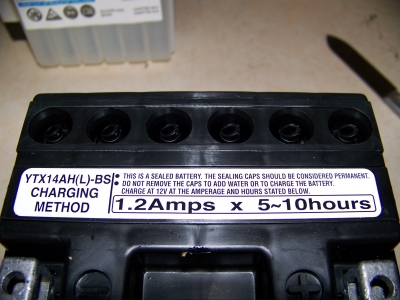 YTX14AH(L)-BS
CHARGING
METHOD
• THIS IS A SEALED BATTERY. THE SEALING CAPS SHOULD BE CONSIDERED PERMANENT.
DO NOT REMOVE THE CAPS TO ADD WATER OR TO CHARGE THE BATTERY.
CHARGE AT 12V AT THE AMPERAGE AND HOURS STATED BELOW.
1.2Amps x 5~10hours